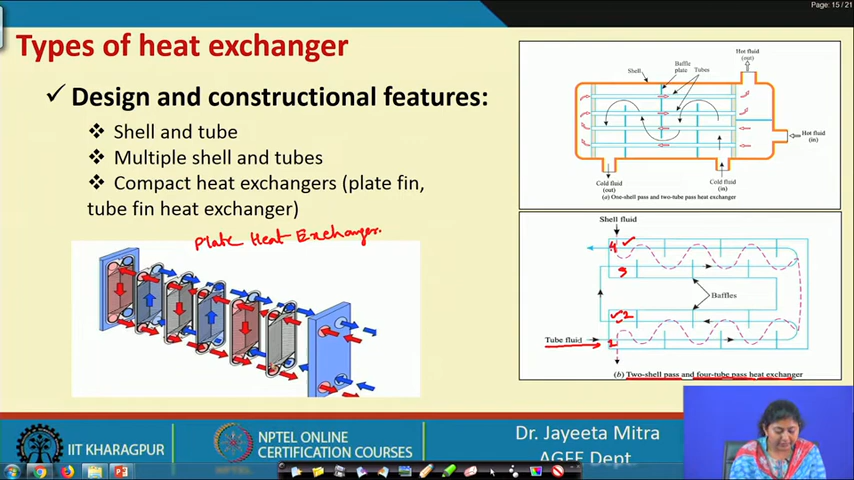 Page: 15 / 21
Types of heat exchanger
✓ Design and constructional features:
❖ Shell and tube
❖ Multiple shell and tubes
❖ Compact heat exchangers (plate fin,
tube fin heat exchanger)
Plate Heat Exchanger.
Hot fluid
(out)
Baffle
plate
Tubes
Shell
Hot fluid
(in)
Cold fluid
(out)
Cold fluid
(in)
(a) One-shell pass and two-tube pass heat exchanger
Shell fluid
4
3
Baffles
2
Tube fluid
1
(b) Two-shell pass and four-tube pass heat exchanger
IIT KHARAGPUR
NPTEL ONLINE
CERTIFICATION COURSES
Dr. Jayeeta Mitra
AGFE Dept.